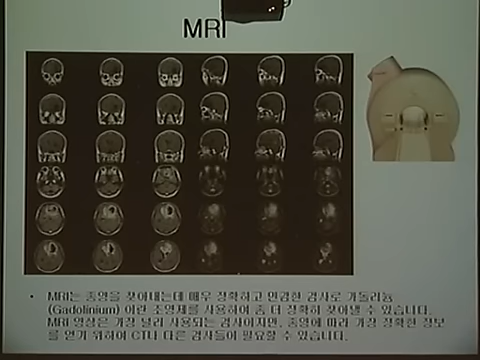 MRI
• MRI는 종양을 찾아내는데 매우 정확하고 민감한 검사로 가돌리늄
(Gadolinium) 이란 조영제를 사용하여 좀 더 정확히 찾아낼 수 있습니다.
MRI 영상은 가장 널리 사용되는 검사이지만, 종양에 따라 가장 정확한 정보
를 얻기 위하여 CT나 다른 검사들이 필요할 수 있습니다.